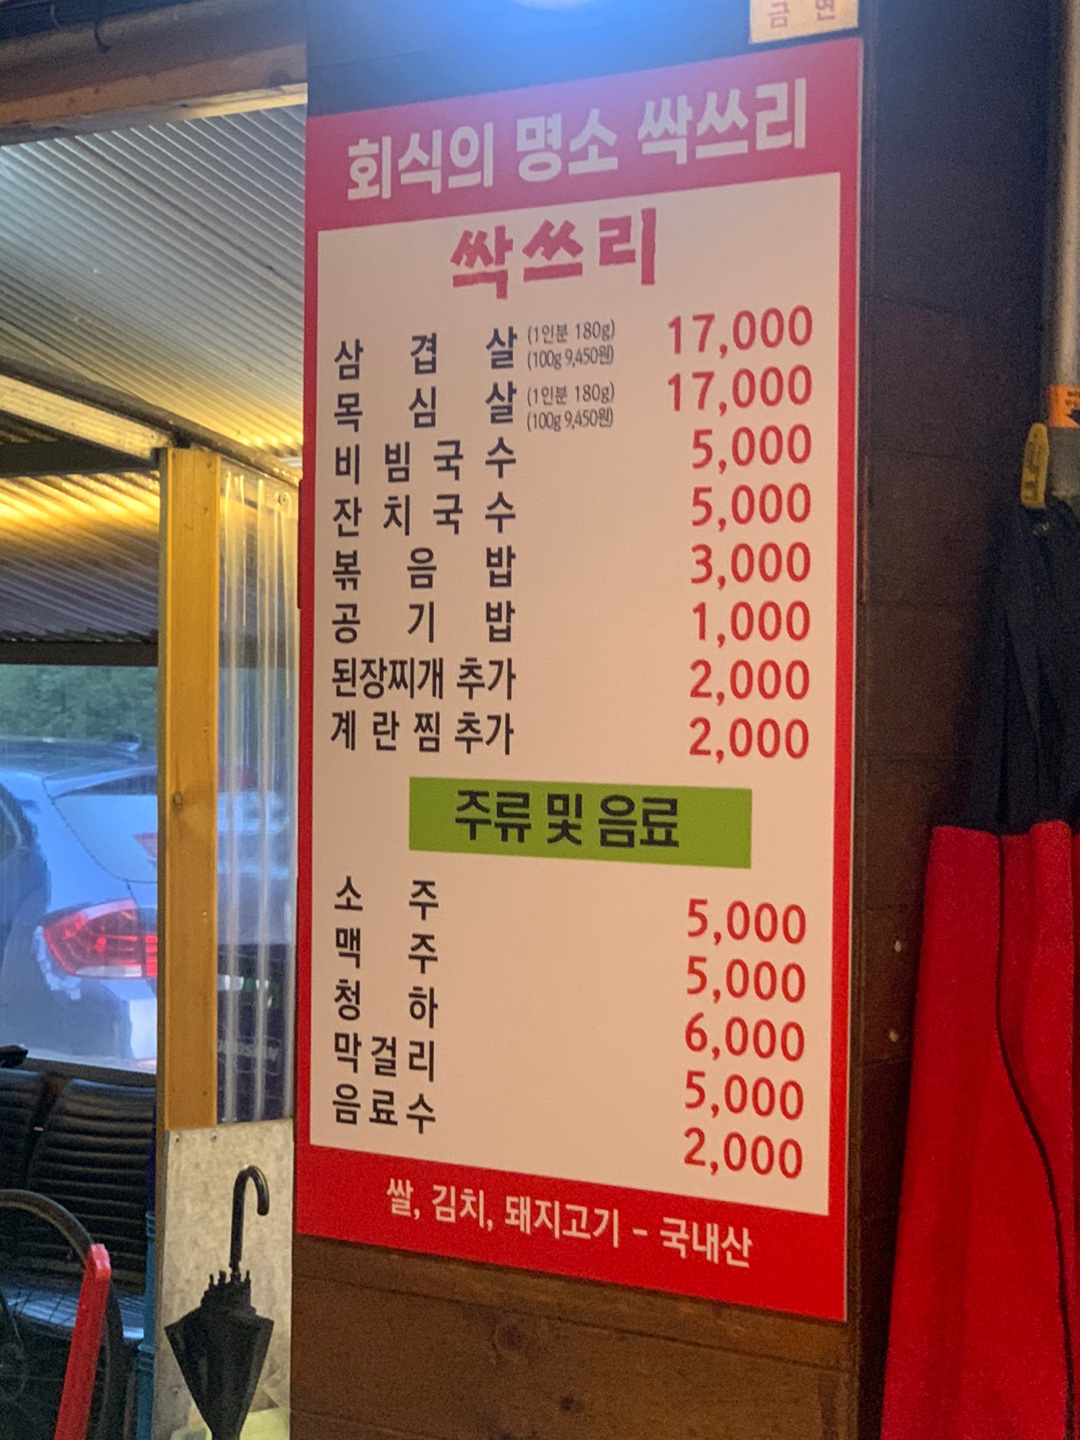 금 연
회식의 명소 싹쓰리
싹쓰리
삼겹살 (1인분 180g) (100g 9,450원) 17,000
목심살 (1인분 180g) (100g 9,450원) 17,000
비빔국수 5,000
잔치국수 5,000
볶음밥 3,000
공기밥 1,000
된장찌개 추가 2,000
계란찜 추가 2,000
주류 및 음료
소주 5,000
맥주 5,000
청하 6,000
막걸리 5,000
음료수 2,000
쌀, 김치, 돼지고기 - 국내산